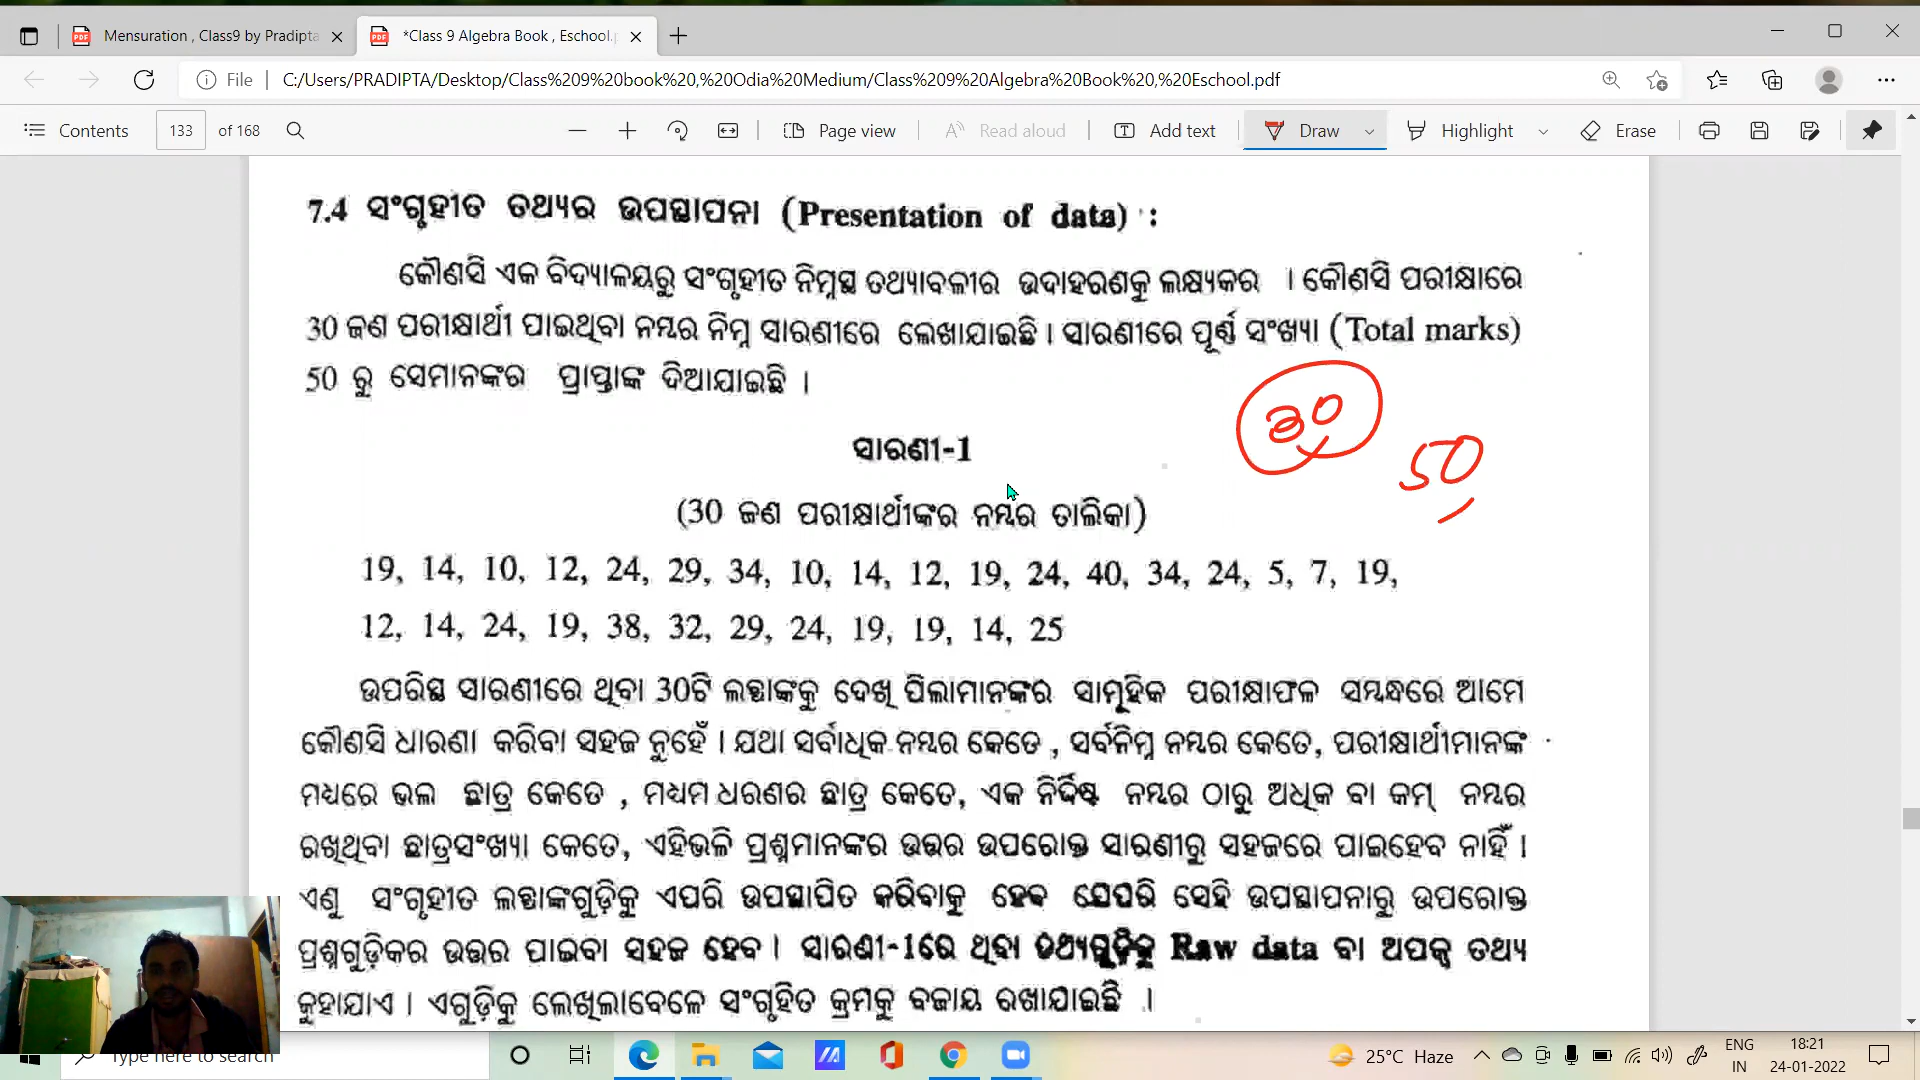 Mensuration , Class9 by Pradipta
*Class 9 Algebra Book , Eschool.p
File
C:/Users/PRADIPTA/Desktop/Class%209%20book%20,%20Odia%20Medium/Class%209%20Algebra%20Book%20,%20Eschool.pdf
Contents 133 of 168 Page view Read aloud Add text Draw Highlight Erase
7.4 ସଂଗୃହୀତ ତଥ୍ୟର ଉପସ୍ଥାପନା (Presentation of data) :
କୌଣସି ଏକ ବିଦ୍ୟାଳୟରୁ ସଂଗୃହୀତ ନିମ୍ନସ୍ଥ ତଥ୍ୟାବଳୀର ଉଦାହରଣକୁ ଲକ୍ଷ୍ୟକର । କୌଣସି ପରୀକ୍ଷାରେ
30 ଜଣ ପରୀକ୍ଷାର୍ଥୀ ପାଇଥିବା ନମ୍ବର ନିମ୍ନ ସାରଣୀରେ ଲେଖାଯାଇଛି । ସାରଣୀରେ ପୂର୍ଣ୍ଣ ସଂଖ୍ୟା (Total marks)
50 ରୁ ସେମାନଙ୍କର ପ୍ରାପ୍ତାଙ୍କ ଦିଆଯାଇଛି ।
30
50
ସାରଣୀ-1
(30 ଜଣ ପରୀକ୍ଷାର୍ଥୀଙ୍କର ନମ୍ବର ତାଲିକା)
19, 14, 10, 12, 24, 29, 34, 10, 14, 12, 19, 24, 40, 34, 24, 5, 7, 19,
12, 14, 24, 19, 38, 32, 29, 24, 19, 19, 14, 25
ଉପରିସ୍ଥ ସାରଣୀରେ ଥିବା 30ଟି ଲବ୍ଧାଙ୍କକୁ ଦେଖି ପିଲାମାନଙ୍କର ସାମୂହିକ ପରୀକ୍ଷାଫଳ ସମ୍ବନ୍ଧରେ ଆମେ
କୌଣସି ଧାରଣା କରିବା ସହଜ ନୁହେଁ । ଯଥା ସର୍ବାଧିକ ନମ୍ବର କେତେ , ସର୍ବନିମ୍ନ ନମ୍ବର କେତେ, ପରୀକ୍ଷାର୍ଥୀମାନଙ୍କ
ମଧ୍ୟରେ ଭଲ ଛାତ୍ର କେତେ , ମଧ୍ୟମ ଧରଣର ଛାତ୍ର କେତେ, ଏକ ନିର୍ଦ୍ଦିଷ୍ଟ ନମ୍ବର ଠାରୁ ଅଧିକ ବା କମ୍ ନମ୍ବର
ରଖିଥିବା ଛାତ୍ରସଂଖ୍ୟା କେତେ, ଏହିଭଳି ପ୍ରଶ୍ନମାନଙ୍କର ଉତ୍ତର ଉପରୋକ୍ତ ସାରଣୀରୁ ସହଜରେ ପାଇହେବ ନାହିଁ ।
ଏଣୁ ସଂଗୃହୀତ ଲବ୍ଧାଙ୍କଗୁଡ଼ିକୁ ଏପରି ଉପସ୍ଥାପିତ କରିବାକୁ ହେବ ଯେପରି ସେହି ଉପସ୍ଥାପନାରୁ ଉପରୋକ୍ତ
ପ୍ରଶ୍ନଗୁଡ଼ିକର ଉତ୍ତର ପାଇବା ସହଜ ହେବ । ସାରଣୀ-1ରେ ଥିବା ତଥ୍ୟଗୁଡ଼ିକୁ Raw data ବା ଅପକ୍ୱ ତଥ୍ୟ
କୁହାଯାଏ । ଏଗୁଡ଼ିକୁ ଲେଖିଲାବେଳେ ସଂଗୃହିତ କ୍ରମକୁ ବଜାୟ ରଖାଯାଇଛି ।
Type here to search
25°C Haze
ENG
IN
18:21
24-01-2022